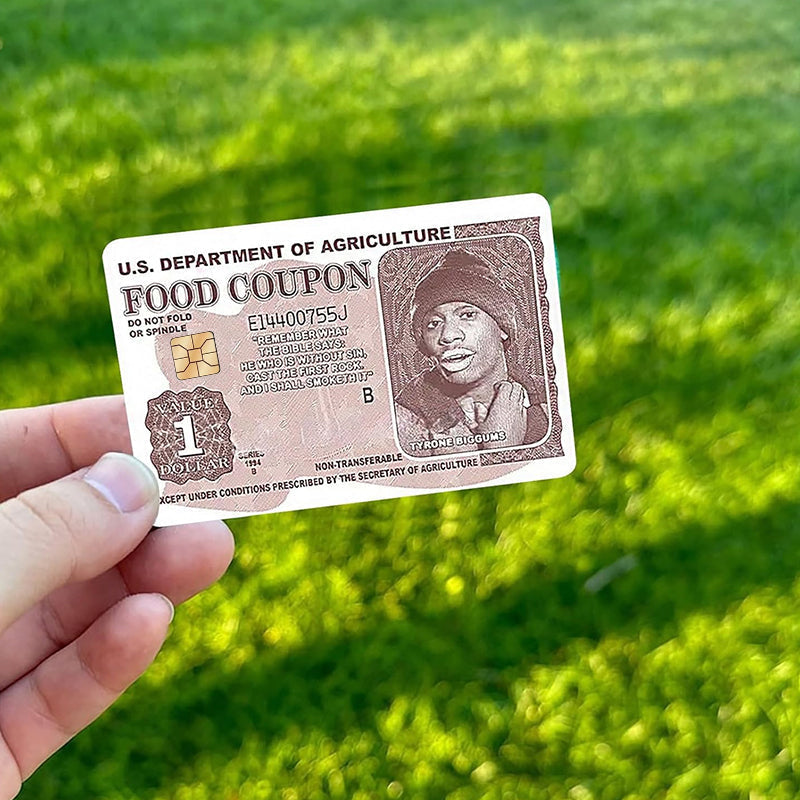 U.S. DEPARTMENT OF AGRICULTURE
FOOD COUPON
DO NOT FOLD
OR SPINDLE
E14400755J
"REMEMBER WHAT
THE BIBLE SAYS:
HE WHO IS WITHOUT SIN,
CAST THE FIRST ROCK,
AND I SHALL SMOKETH IT"
B
VALUE
1
DOLLAR
SERIES
1994
B
TYRONE BIGGUMS
NON-TRANSFERABLE
XCEPT UNDER CONDITIONS PRESCRIBED BY THE SECRETARY OF AGRICULTURE